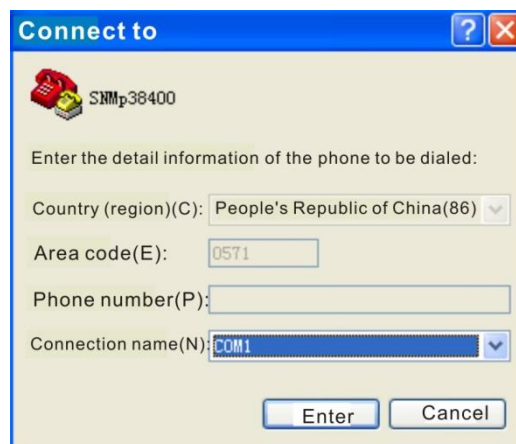 Connect to
SNMp38400
Enter the detail information of the phone to be dialed:
Country (region)(C): People's Republic of China(86)
Area code(E): 0571
Phone number(P):
Connection name(N): COM1
Enter Cancel